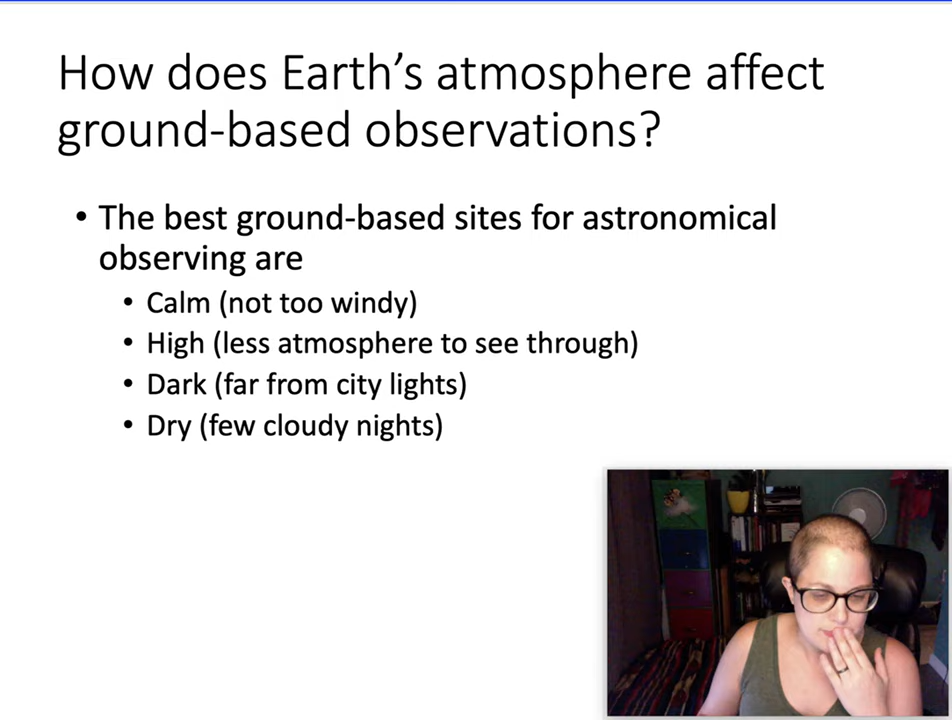 How does Earth’s atmosphere affect
ground-based observations?
• The best ground-based sites for astronomical
observing are
• Calm (not too windy)
• High (less atmosphere to see through)
• Dark (far from city lights)
• Dry (few cloudy nights)